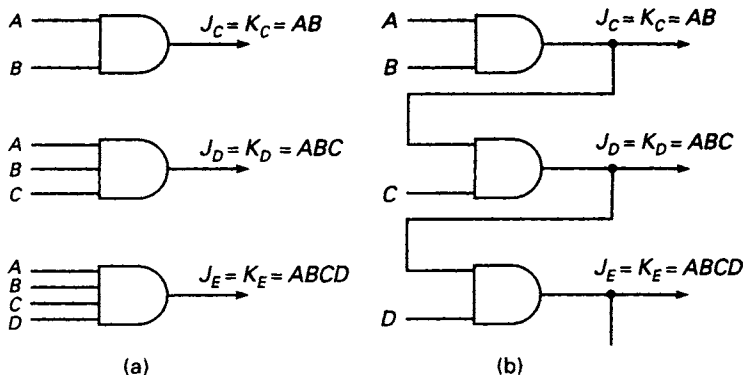 A
B
J_C = K_C = AB
A
B
C
J_D = K_D = ABC
A
B
C
D
J_E = K_E = ABCD
(a)
A
B
J_C = K_C = AB
C
J_D = K_D = ABC
D
J_E = K_E = ABCD
(b)